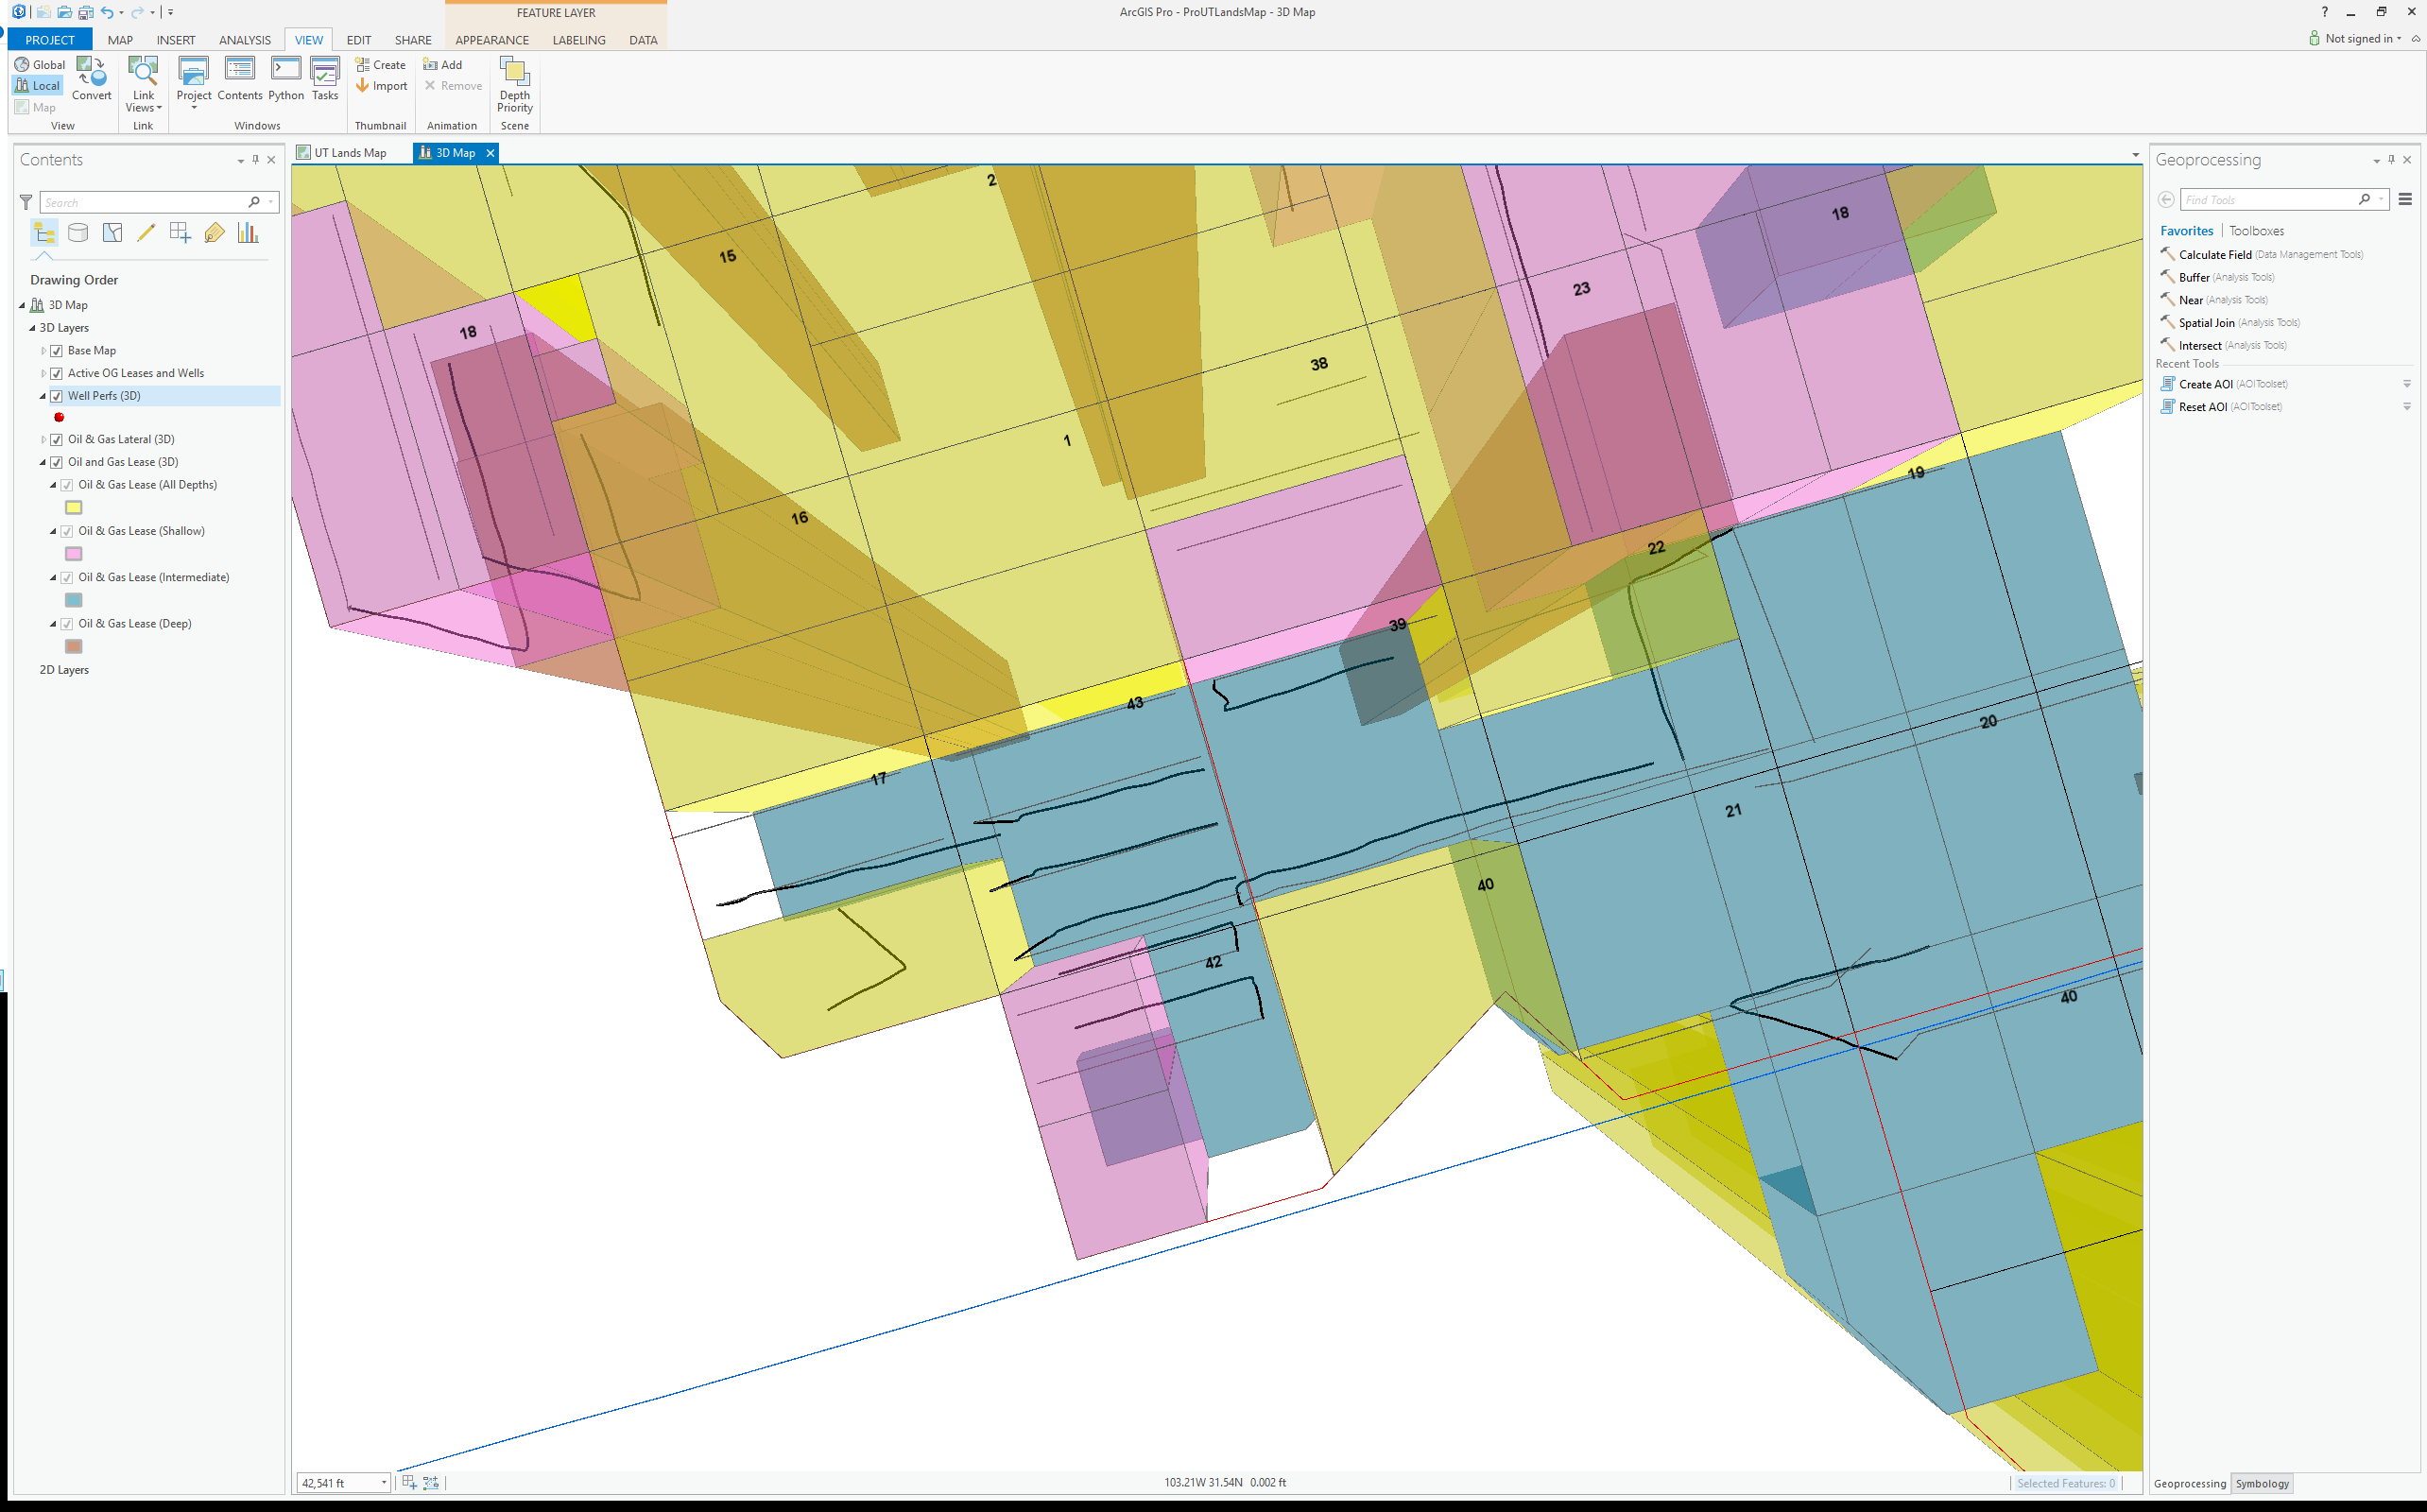 FEATURE LAYER
ArcGIS Pro - ProUTLandsMap - 3D Map
?
PROJECT MAP INSERT ANALYSIS VIEW EDIT SHARE APPEARANCE LABELING DATA
Not signed in
Global
Local
Map
Convert
View
Link Views
Link
Project
Contents
Python
Tasks
Windows
Create
Import
Thumbnail
Add
Remove
Animation
Depth Priority
Scene
Contents
Search
Drawing Order
3D Map
3D Layers
Base Map
Active OG Leases and Wells
Well Perfs (3D)
Oil & Gas Lateral (3D)
Oil and Gas Lease (3D)
Oil & Gas Lease (All Depths)
Oil & Gas Lease (Shallow)
Oil & Gas Lease (Intermediate)
Oil & Gas Lease (Deep)
2D Layers
UT Lands Map
3D Map
2
18
15
23
18
38
1
19
16
22
39
43
20
17
21
40
42
40
42,541 ft
103.21W 31.54N 0.002 ft
Selected Features: 0
Geoprocessing
Find Tools
Favorites | Toolboxes
Calculate Field (Data Management Tools)
Buffer (Analysis Tools)
Near (Analysis Tools)
Spatial Join (Analysis Tools)
Intersect (Analysis Tools)
Recent Tools
Create AOI (AOIToolset)
Reset AOI (AOIToolset)
Geoprocessing Symbology